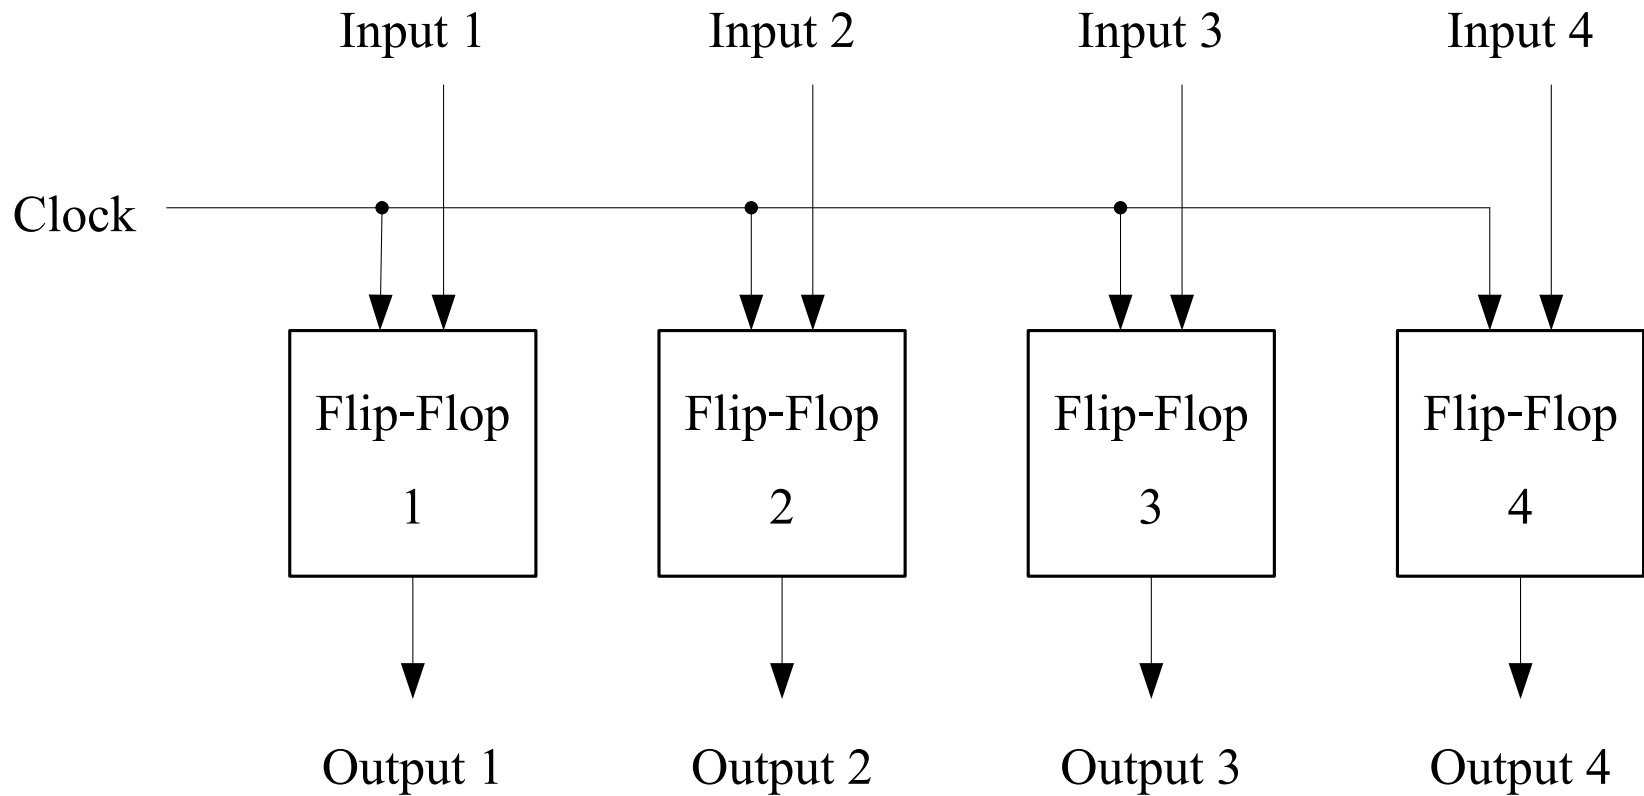 Input 1
Input 2
Input 3
Input 4
Clock
Flip-Flop
1
Flip-Flop
2
Flip-Flop
3
Flip-Flop
4
Output 1
Output 2
Output 3
Output 4